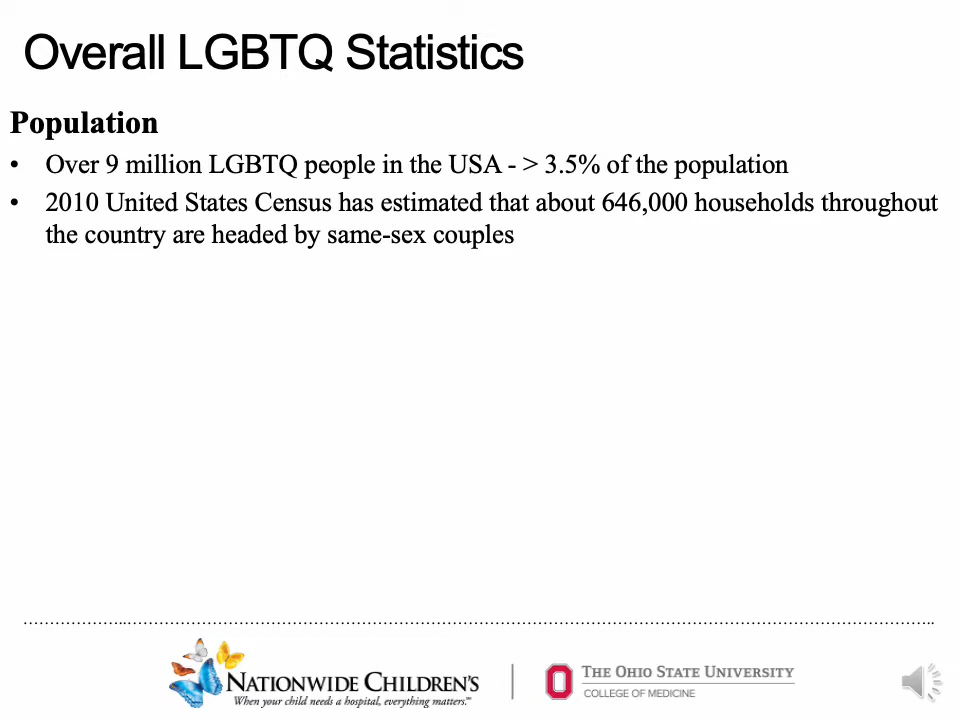 Overall LGBTQ Statistics
Population
• Over 9 million LGBTQ people in the USA - > 3.5% of the population
• 2010 United States Census has estimated that about 646,000 households throughout
the country are headed by same-sex couples
NATIONWIDE CHILDREN'S
When your child needs a hospital, everything matters.℠
THE OHIO STATE UNIVERSITY
COLLEGE OF MEDICINE